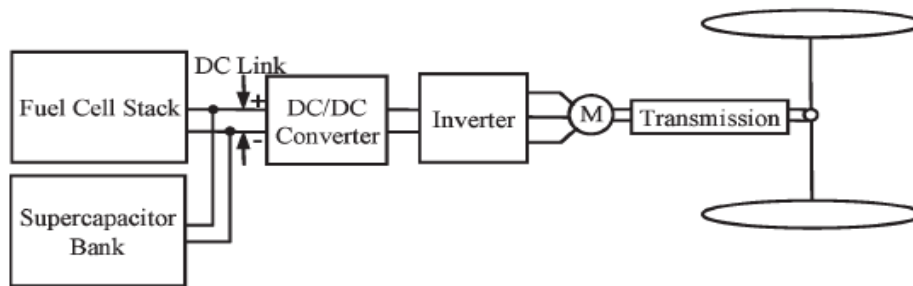 DC Link
Fuel Cell Stack
+
-
DC/DC
Converter
Inverter
M
Transmission
Supercapacitor
Bank